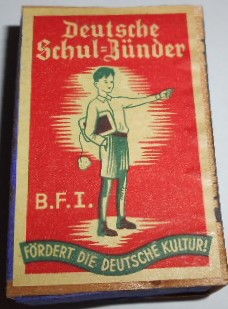 Deutsche
Schul=Zünder
B.F.I.
FÖRDERT DIE DEUTSCHE KULTUR!